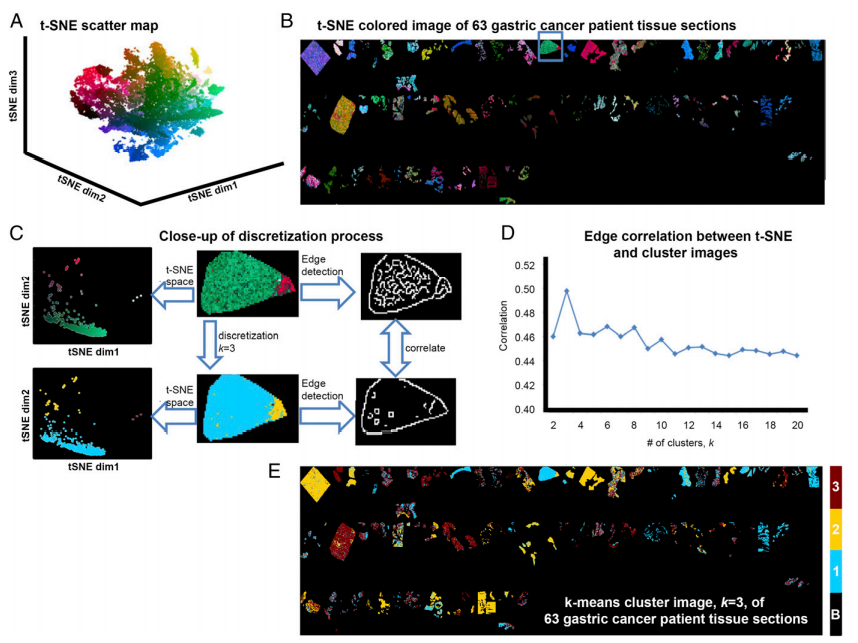 A
t-SNE scatter map
tSNE dim3
tSNE dim2
tSNE dim1
B
t-SNE colored image of 63 gastric cancer patient tissue sections
C
Close-up of discretization process
tSNE dim2
tSNE dim1
t-SNE
space
Edge
detection
discretization
k=3
correlate
tSNE dim2
tSNE dim1
t-SNE
space
Edge
detection
D
Edge correlation between t-SNE
and cluster images
Correlation
0.52
0.50
0.48
0.46
0.44
0.42
0.40
2 4 6 8 10 12 14 16 18 20
# of clusters, k
E
k-means cluster image, k=3, of
63 gastric cancer patient tissue sections
3
2
1
B